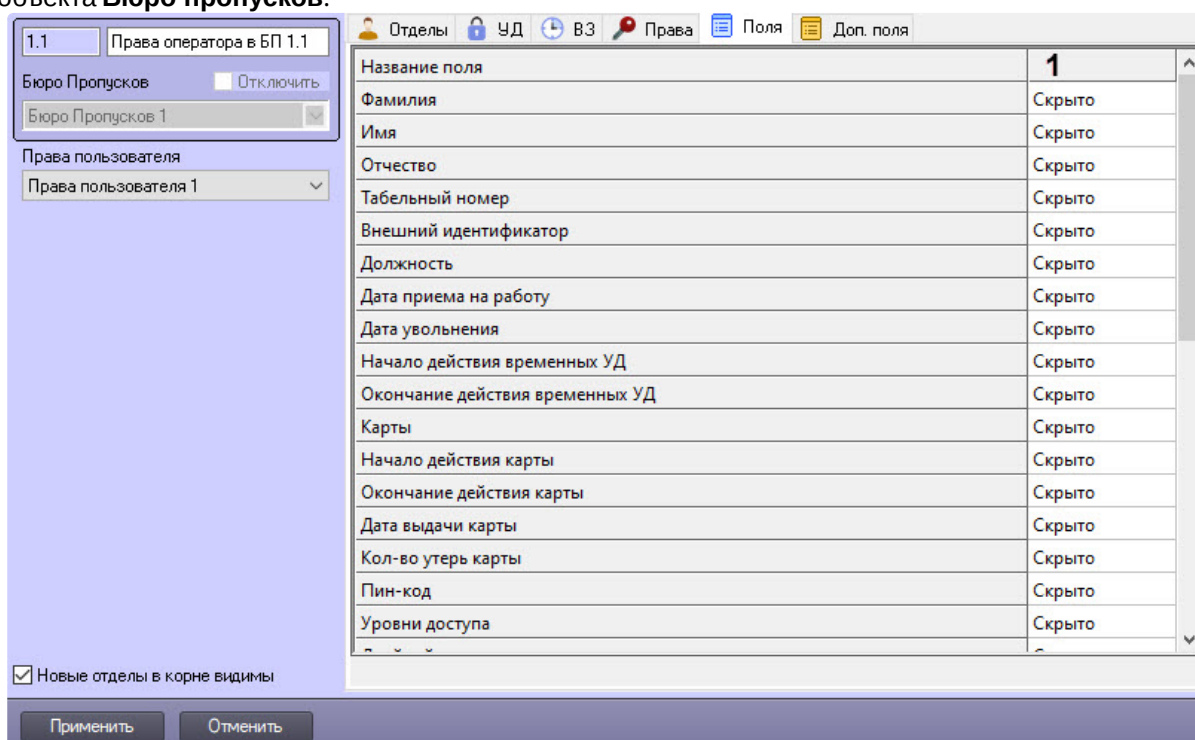 объекта Бюро пропусков.
1.1 Права оператора в БП 1.1
Бюро Пропусков Отключить
Бюро Пропусков 1
Права пользователя
Права пользователя 1
Отделы УД ВЗ Права Поля Доп. поля
Название поля 1
Фамилия Скрыто
Имя Скрыто
Отчество Скрыто
Табельный номер Скрыто
Внешний идентификатор Скрыто
Должность Скрыто
Дата приема на работу Скрыто
Дата увольнения Скрыто
Начало действия временных УД Скрыто
Окончание действия временных УД Скрыто
Карты Скрыто
Начало действия карты Скрыто
Окончание действия карты Скрыто
Дата выдачи карты Скрыто
Кол-во утерь карты Скрыто
Пин-код Скрыто
Уровни доступа Скрыто
Новые отделы в корне видимы
Применить Отменить